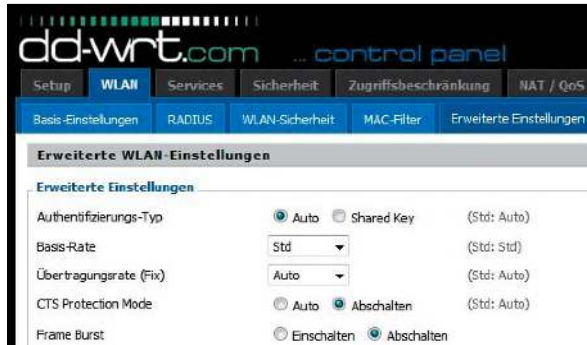 dd-wrt.com ... control panel
Setup WLAN Services Sicherheit Zugriffsbeschränkung NAT / QoS
Basis-Einstellungen RADIUS WLAN-Sicherheit MAC-Filter Erweiterte Einstellungen
Erweiterte WLAN-Einstellungen
Erweiterte Einstellungen
Authentifizierungs-Typ Auto Shared Key (Std: Auto)
Basis-Rate Std (Std: Std)
Übertragungsrate (Fix) Auto (Std: Auto)
CTS Protection Mode Auto Abschalten (Std: Auto)
Frame Burst Einschalten Abschalten